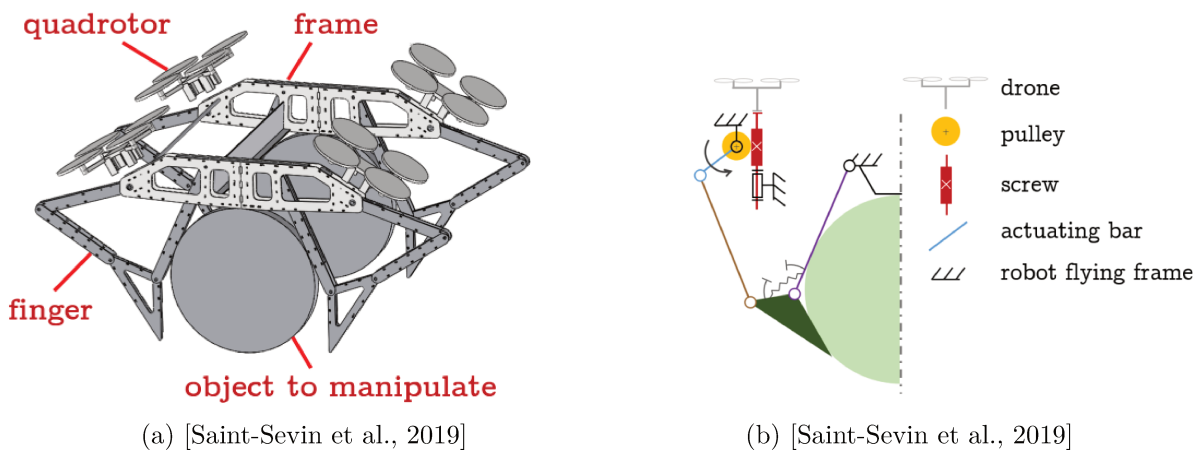 quadrotor
frame
finger
object to manipulate
drone
pulley
screw
actuating bar
robot flying frame
(a) [Saint-Sevin et al., 2019]
(b) [Saint-Sevin et al., 2019]